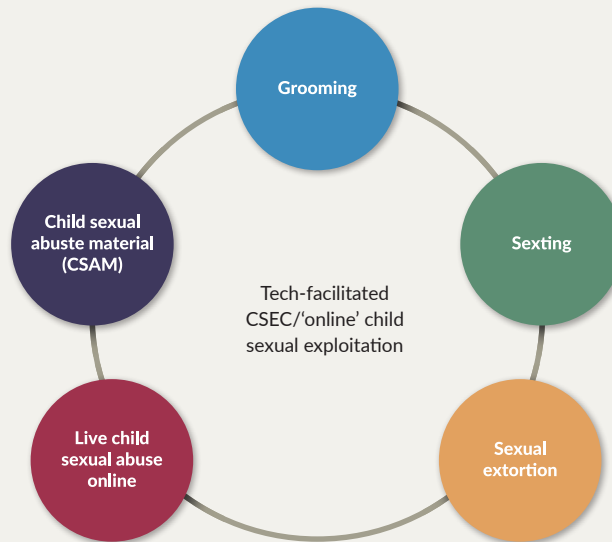 Grooming
Child sexual
abuste material
(CSAM)
Sexting
Tech-facilitated
CSEC/‘online’ child
sexual exploitation
Live child
sexual abuse
online
Sexual
extortion